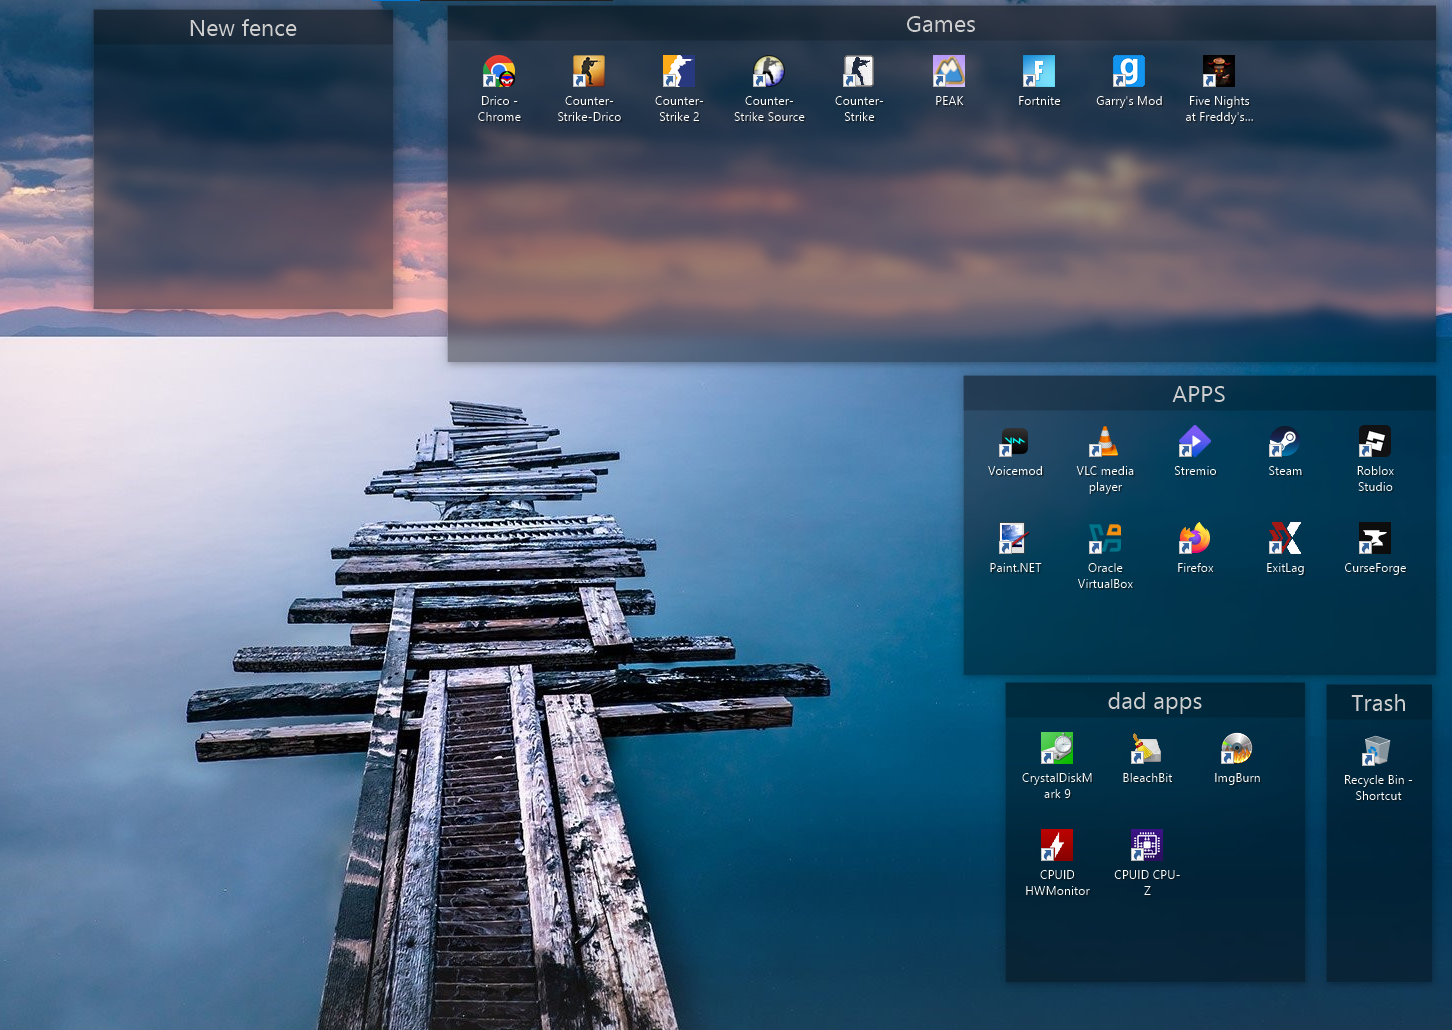 New fence
Games
Drico -
Chrome
Counter-
Strike-Drico
Counter-
Strike 2
Counter-
Strike Source
Counter-
Strike
PEAK
Fortnite
Garry's Mod
Five Nights
at Freddy's...
APPS
Voicemod
VLC media
player
Stremio
Steam
Roblox
Studio
Paint.NET
Oracle
VirtualBox
Firefox
ExitLag
CurseForge
dad apps
CrystalDiskM
ark 9
BleachBit
ImgBurn
CPUID
HWMonitor
CPUID CPU-
Z
Trash
Recycle Bin -
Shortcut